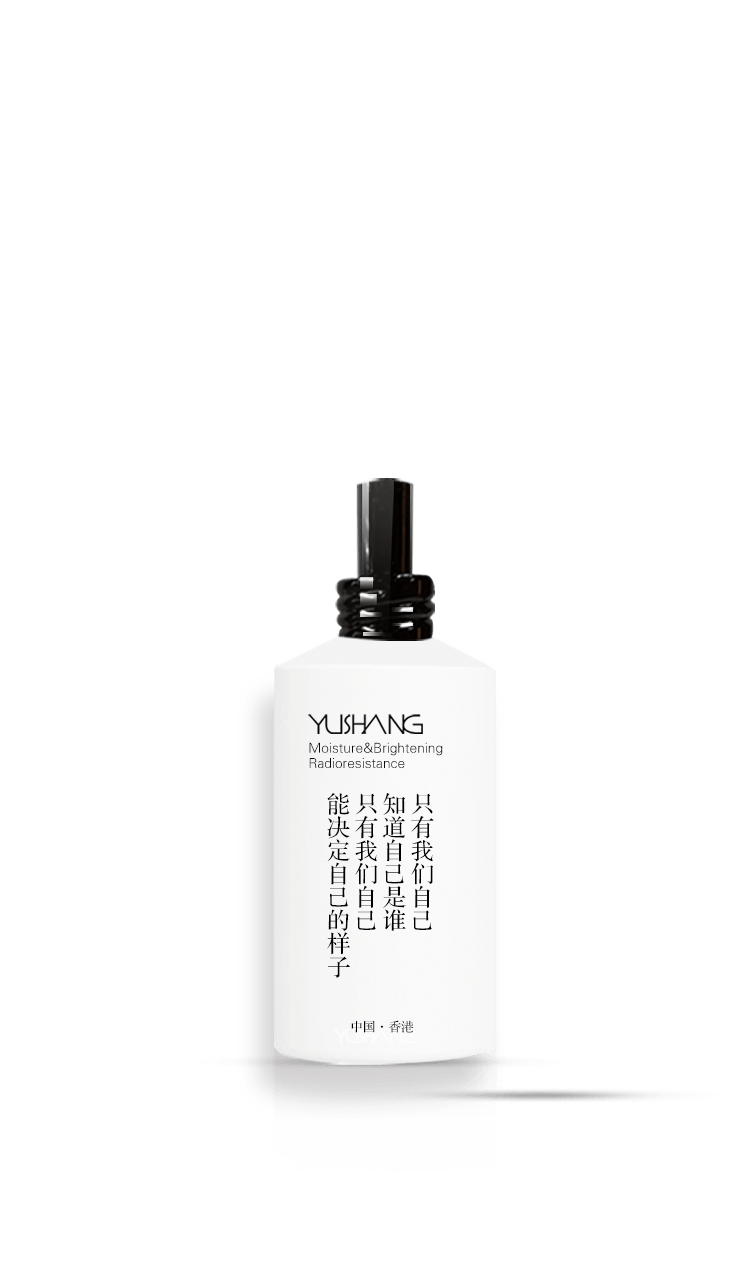 YUSHANG
Moisture&Brightening
Radioresistance
只有我们自己
知道自己是谁
只有我们自己
能决定自己的样子
中国·香港
YUSHANG